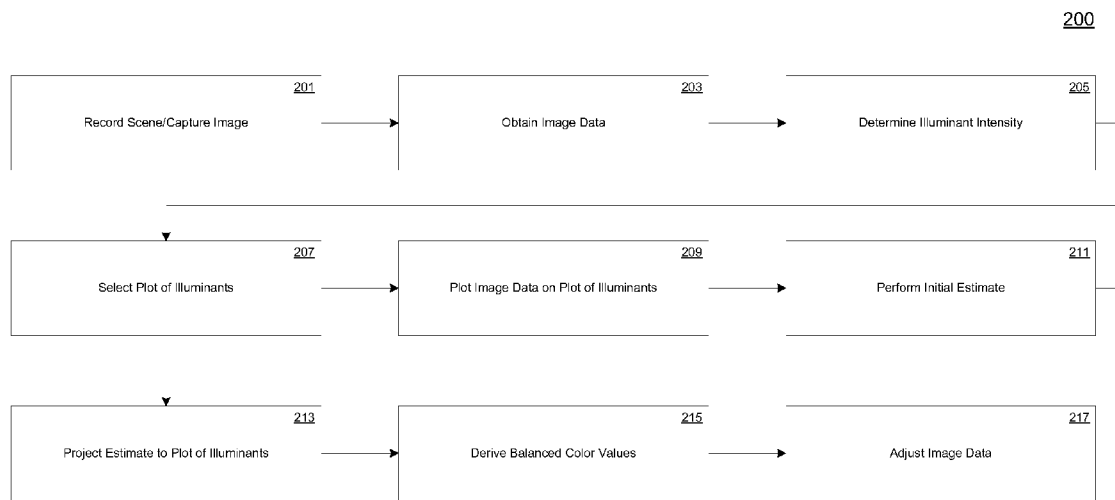 200
201
Record Scene/Capture Image
203
Obtain Image Data
205
Determine Illuminant Intensity
207
Select Plot of Illuminants
209
Plot Image Data on Plot of Illuminants
211
Perform Initial Estimate
213
Project Estimate to Plot of Illuminants
215
Derive Balanced Color Values
217
Adjust Image Data